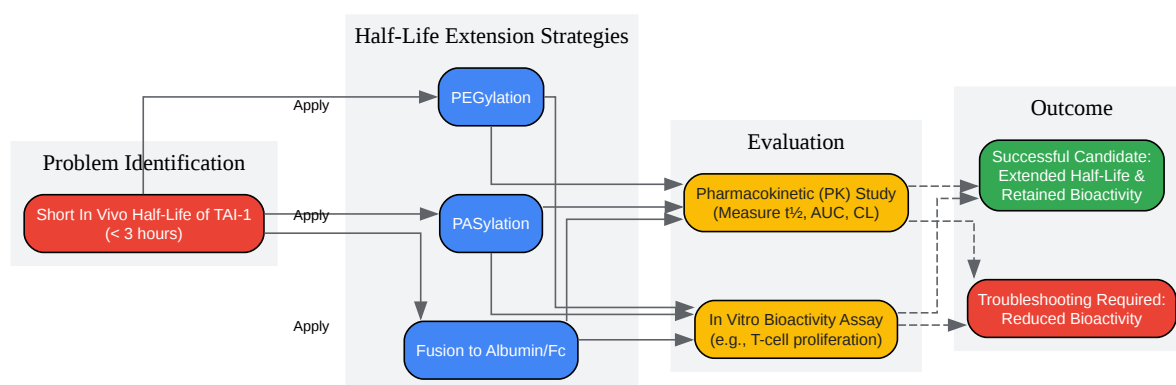 Problem Identification
Short In Vivo Half-Life of TAI-1
(< 3 hours)
Apply
Apply
Apply
Half-Life Extension Strategies
PEGylation
PASylation
Fusion to Albumin/Fc
Evaluation
Pharmacokinetic (PK) Study
(Measure t½, AUC, CL)
In Vitro Bioactivity Assay
(e.g., T-cell proliferation)
Outcome
Successful Candidate:
Extended Half-Life &
Retained Bioactivity
Troubleshooting Required:
Reduced Bioactivity